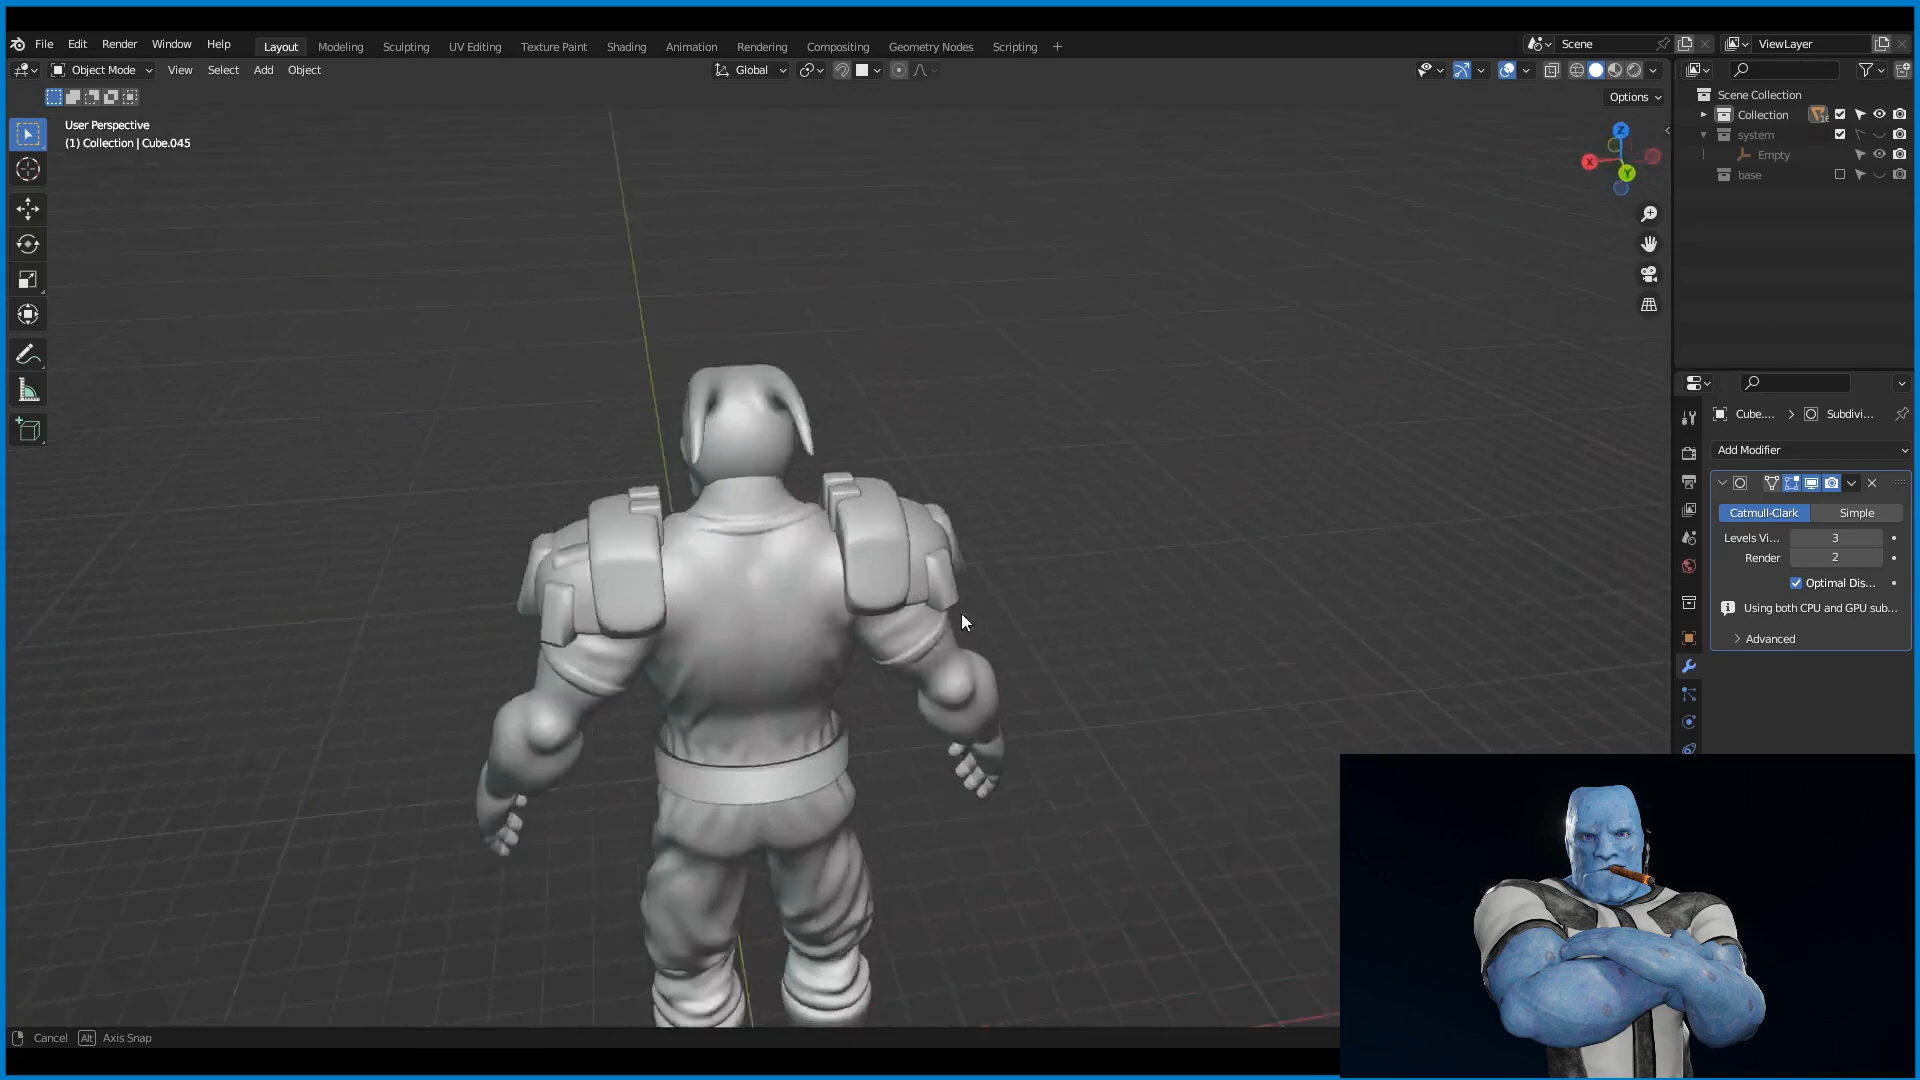 File Edit Render Window Help Layout Modeling Sculpting UV Editing Texture Paint Shading Animation Rendering Compositing Geometry Nodes Scripting + Scene ViewLayer
Object Mode View Select Add Object Global
Options
User Perspective
(1) Collection | Cube.045
Z
X
Y
Scene Collection
Collection
system
Empty
base
Cube.... Subdivi...
Add Modifier
Catmull-Clark Simple
Levels Vi... 3
Render 2
Optimal Dis...
Using both CPU and GPU sub...
Advanced
Cancel Alt Axis Snap